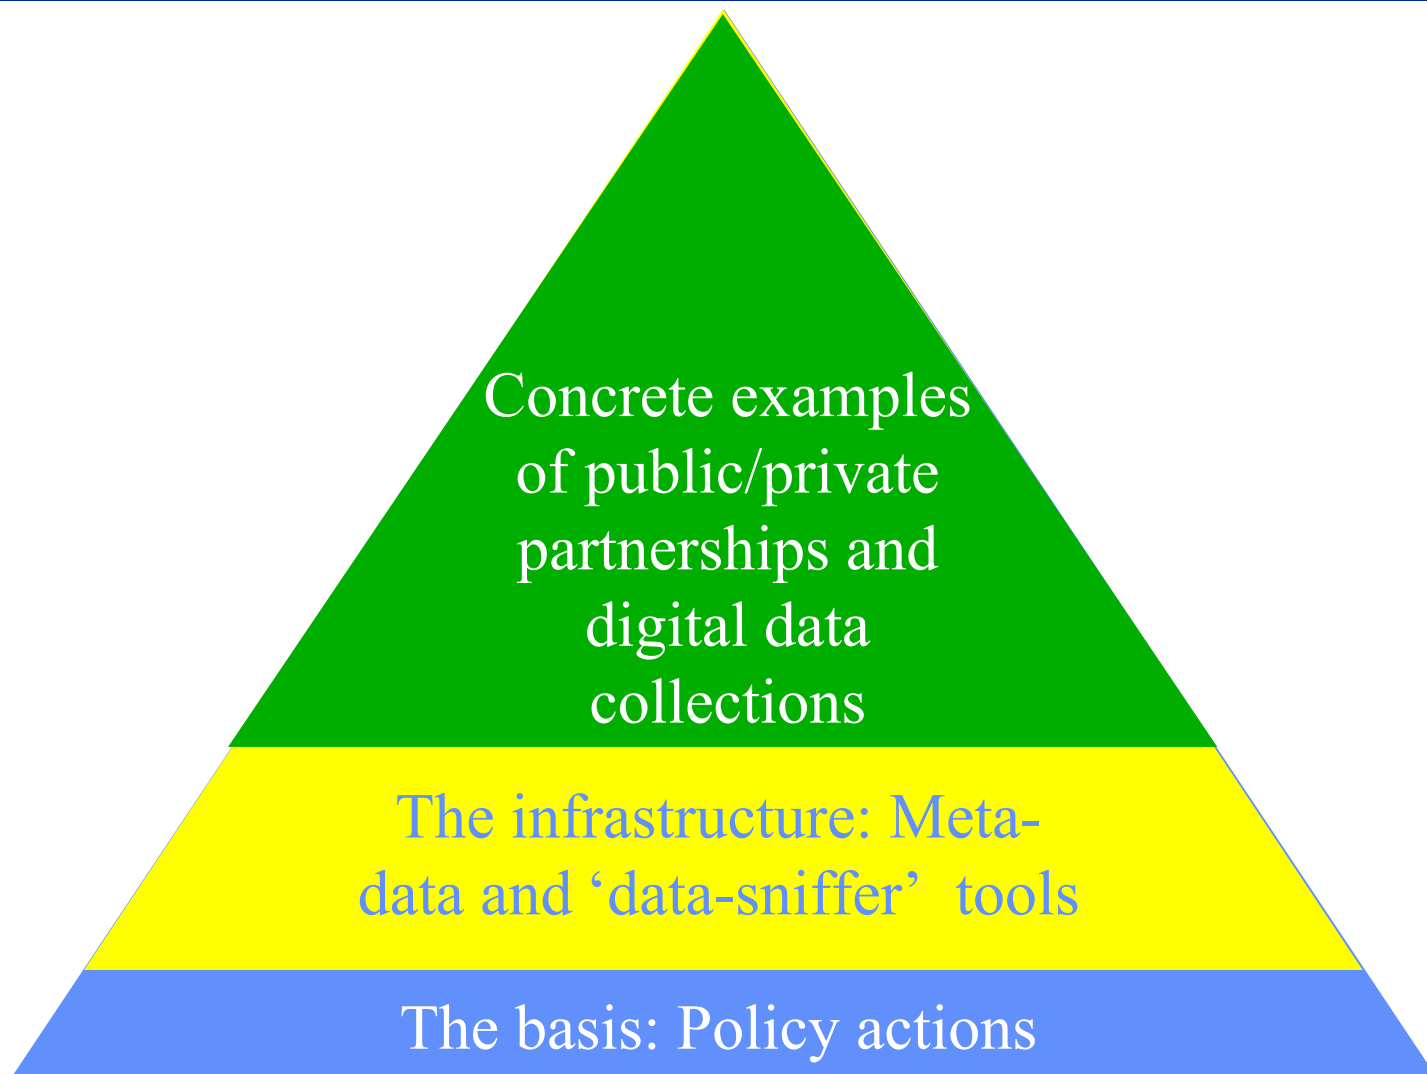 Concrete examples
of public/private
partnerships and
digital data
collections
The infrastructure: Meta-
data and ‘data-sniffer’  tools
The basis: Policy actions